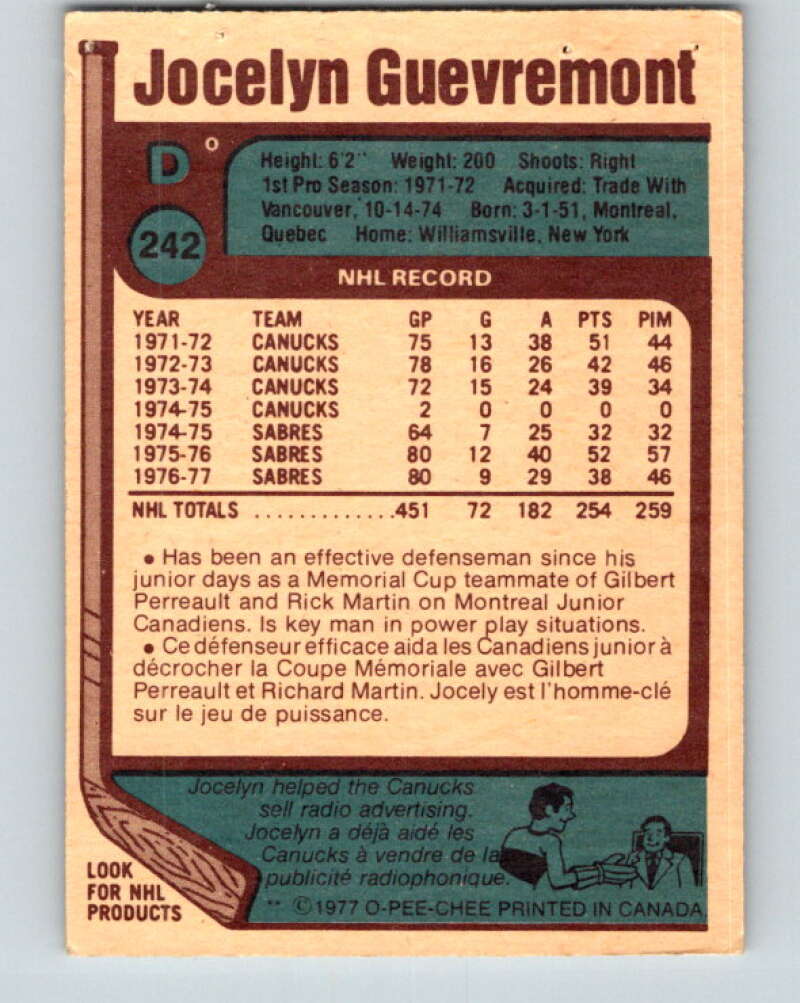 Jocelyn Guevremont
D
242
Height: 6'2" Weight: 200 Shoots: Right
1st Pro Season: 1971-72 Acquired: Trade With
Vancouver, 10-14-74 Born: 3-1-51, Montreal,
Quebec Home: Williamsville, New York
NHL RECORD
YEAR TEAM GP G A PTS PIM
1971-72 CANUCKS 75 13 38 51 44
1972-73 CANUCKS 78 16 26 42 46
1973-74 CANUCKS 72 15 24 39 34
1974-75 CANUCKS 2 0 0 0 0
1974-75 SABRES 64 7 25 32 32
1975-76 SABRES 80 12 40 52 57
1976-77 SABRES 80 9 29 38 46
NHL TOTALS .............451 72 182 254 259
• Has been an effective defenseman since his
junior days as a Memorial Cup teammate of Gilbert
Perreault and Rick Martin on Montreal Junior
Canadiens. Is key man in power play situations.
• Ce défenseur efficace aida les Canadiens junior à
décrocher la Coupe Mémoriale avec Gilbert
Perreault et Richard Martin. Jocely est l'homme-clé
sur le jeu de puissance.
Jocelyn helped the Canucks
sell radio advertising.
Jocelyn a déjà aidé les
Canucks à vendre de la
publicité radiophonique.
LOOK
FOR NHL
PRODUCTS
** ©1977 O-PEE-CHEE PRINTED IN CANADA